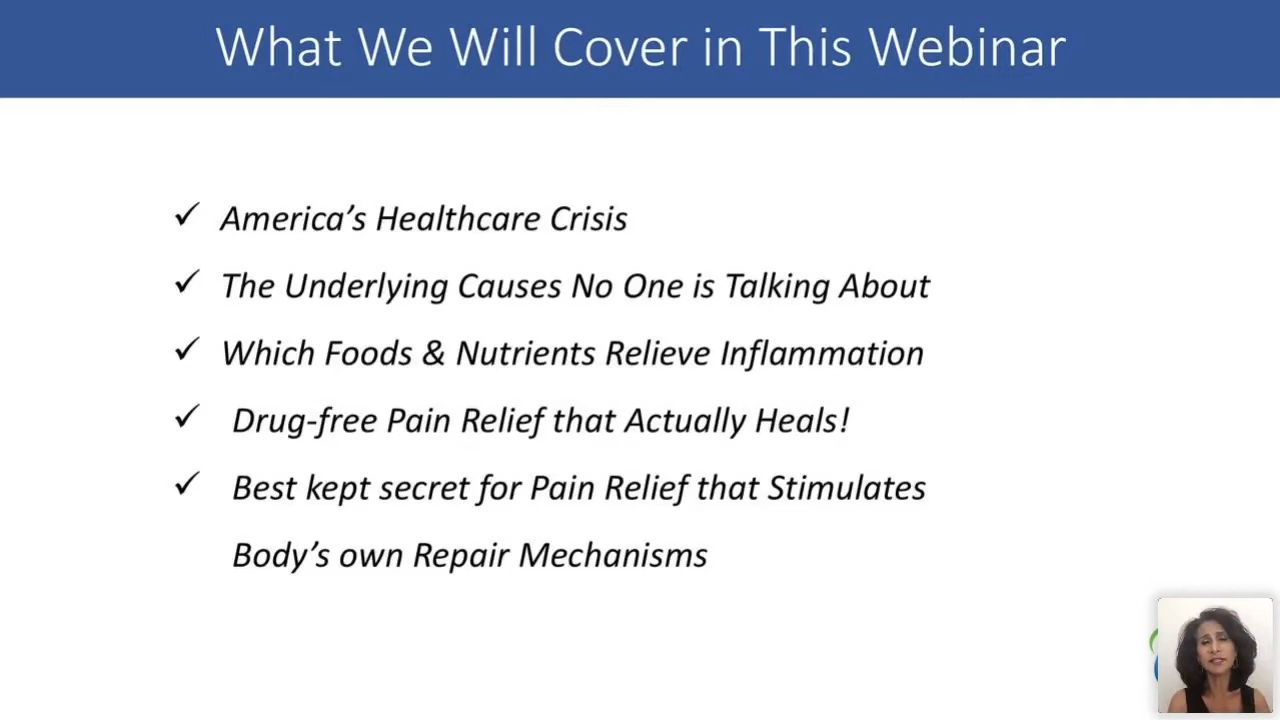 What We Will Cover in This Webinar
✓ America’s Healthcare Crisis
✓ The Underlying Causes No One is Talking About
✓ Which Foods & Nutrients Relieve Inflammation
✓ Drug-free Pain Relief that Actually Heals!
✓ Best kept secret for Pain Relief that Stimulates
Body’s own Repair Mechanisms